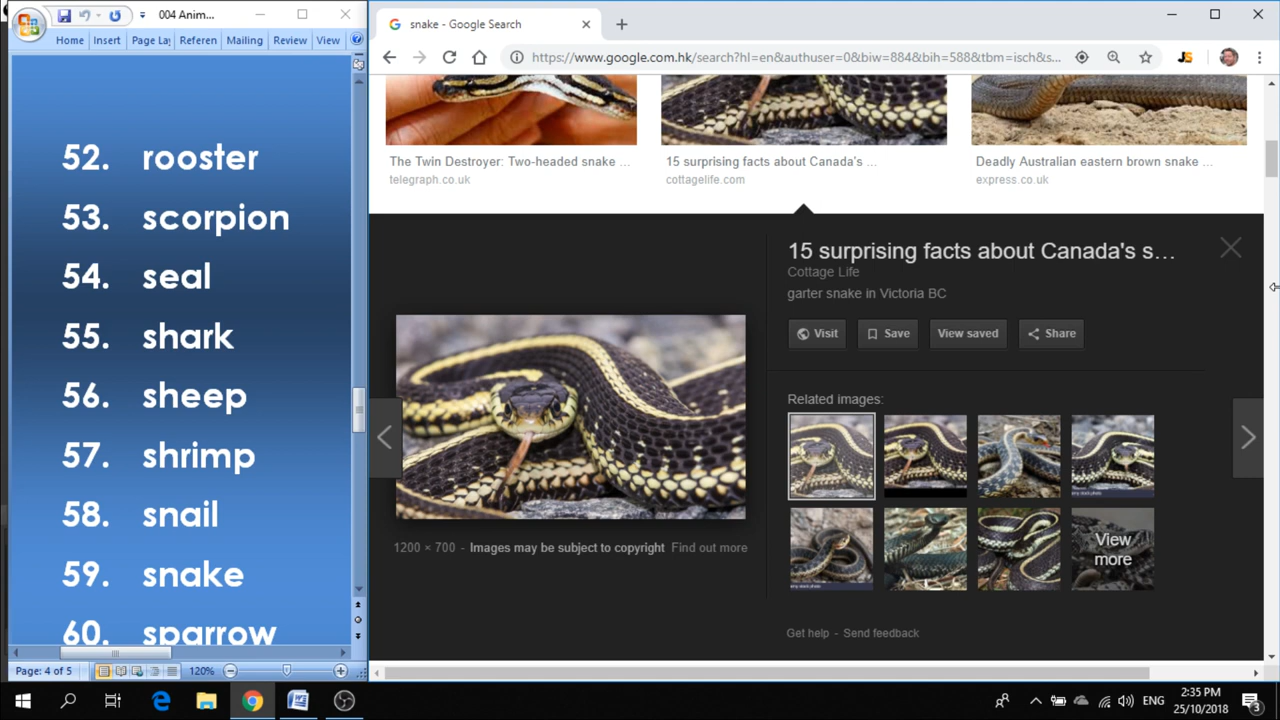 004 Anim...
Home Insert Page Lay Referen Mailing Review View
52. rooster
53. scorpion
54. seal
55. shark
56. sheep
57. shrimp
58. snail
59. snake
60. sparrow
Page: 4 of 5
120%
snake - Google Search
https://www.google.com.hk/search?hl=en&authuser=0&biw=884&bih=588&tbm=isch&s...
JS
The Twin Destroyer: Two-headed snake ...
telegraph.co.uk
15 surprising facts about Canada's ...
cottagelife.com
Deadly Australian eastern brown snake ...
express.co.uk
15 surprising facts about Canada's s...
Cottage Life
garter snake in Victoria BC
Visit Save View saved Share
Related images:
View
more
1200 × 700 - Images may be subject to copyright Find out more
Get help - Send feedback
ENG
2:35 PM
25/10/2018
3